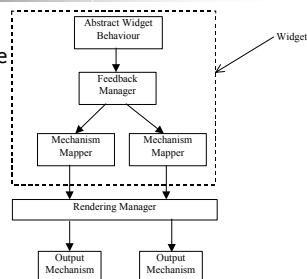 Abstract Widget
Behaviour
Widget
Feedback
Manager
Mechanism
Mapper
Mechanism
Mapper
Rendering Manager
Output
Mechanism
Output
Mechanism